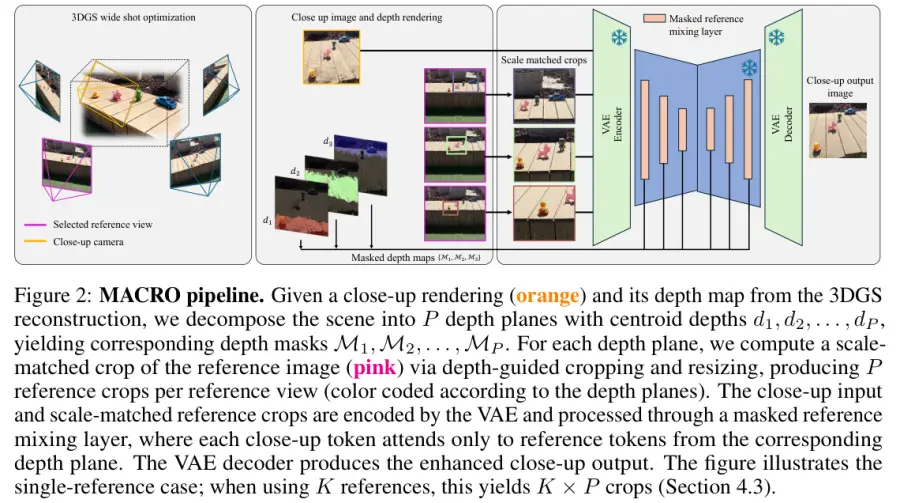 3DGS wide shot optimization
Selected reference view
Close-up camera
Close up image and depth rendering
d₃
d₂
d₁
Masked depth maps {ℳ₁, ℳ₂, ℳ₃}
Scale matched crops
VAE
Encoder
Masked reference
mixing layer
VAE
Decoder
Close-up output
image
Figure 2: MACRO pipeline. Given a close-up rendering (orange) and its depth map from the 3DGS
reconstruction, we decompose the scene into P depth planes with centroid depths d₁, d₂, . . . , d_P,
yielding corresponding depth masks ℳ₁, ℳ₂, . . . , ℳ_P. For each depth plane, we compute a scale-
matched crop of the reference image (pink) via depth-guided cropping and resizing, producing P
reference crops per reference view (color coded according to the depth planes). The close-up input
and scale-matched reference crops are encoded by the VAE and processed through a masked reference
mixing layer, where each close-up token attends only to reference tokens from the corresponding
depth plane. The VAE decoder produces the enhanced close-up output. The figure illustrates the
single-reference case; when using K references, this yields K × P crops (Section 4.3).